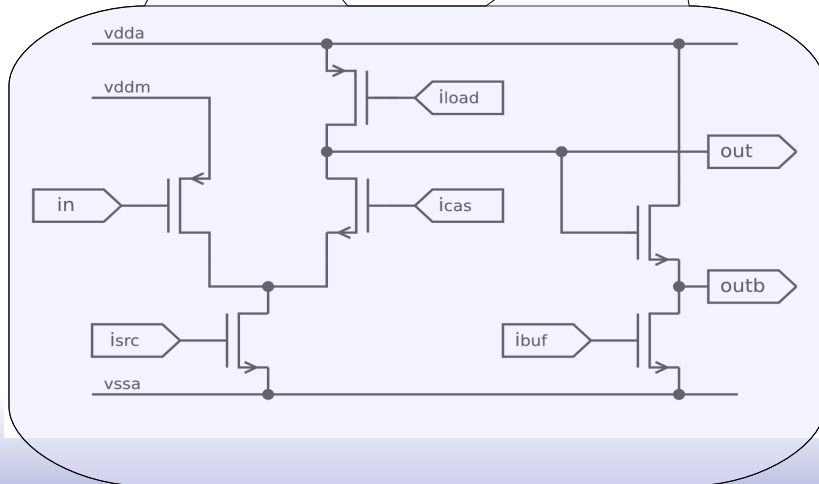 vdda
vddm
iload
out
in
icas
outb
isrc
ibuf
vssa